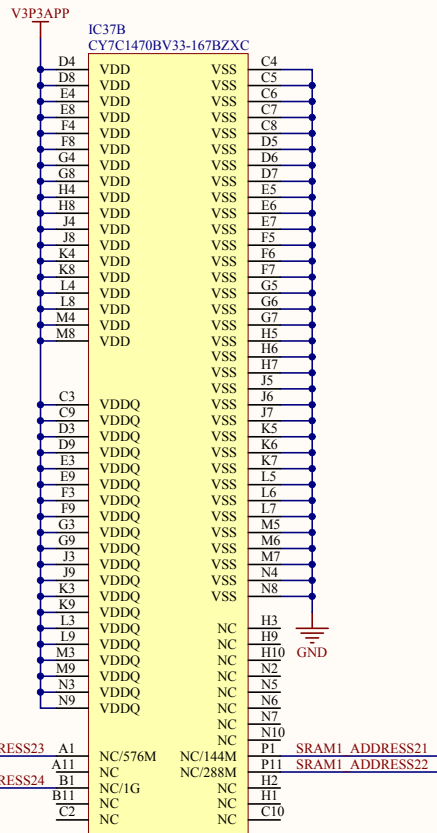 V3P3APP
IC37B
CY7C1470BV33-167BZXC
D4 VDD VSS C4
D8 VDD VSS C5
E4 VDD VSS C6
E8 VDD VSS C7
F4 VDD VSS C8
F8 VDD VSS D5
G4 VDD VSS D6
G8 VDD VSS D7
H4 VDD VSS E5
H8 VDD VSS E6
J4 VDD VSS E7
J8 VDD VSS F5
K4 VDD VSS F6
K8 VDD VSS F7
L4 VDD VSS G5
L8 VDD VSS G6
M4 VDD VSS G7
M8 VDD VSS H5
VSS H6
VSS H7
VSS J5
C3 VDDQ VSS J6
C9 VDDQ VSS J7
D3 VDDQ VSS K5
D9 VDDQ VSS K6
E3 VDDQ VSS K7
E9 VDDQ VSS L5
F3 VDDQ VSS L6
F9 VDDQ VSS L7
G3 VDDQ VSS M5
G9 VDDQ VSS M6
J3 VDDQ VSS M7
J9 VDDQ VSS N4
K3 VDDQ VSS N8
K9 VDDQ
L3 VDDQ NC H3
L9 VDDQ NC H9
M3 VDDQ NC H10 GND
M9 VDDQ NC N2
N3 VDDQ NC N5
N9 VDDQ NC N6
NC N7
NC N10
RESS23 A1 NC/576M NC/144M P1 SRAM1_ADDRESS21
A11 NC NC/288M P11 SRAM1_ADDRESS22
RESS24 B1 NC/1G NC H2
B11 NC NC H1
C2 NC NC C10